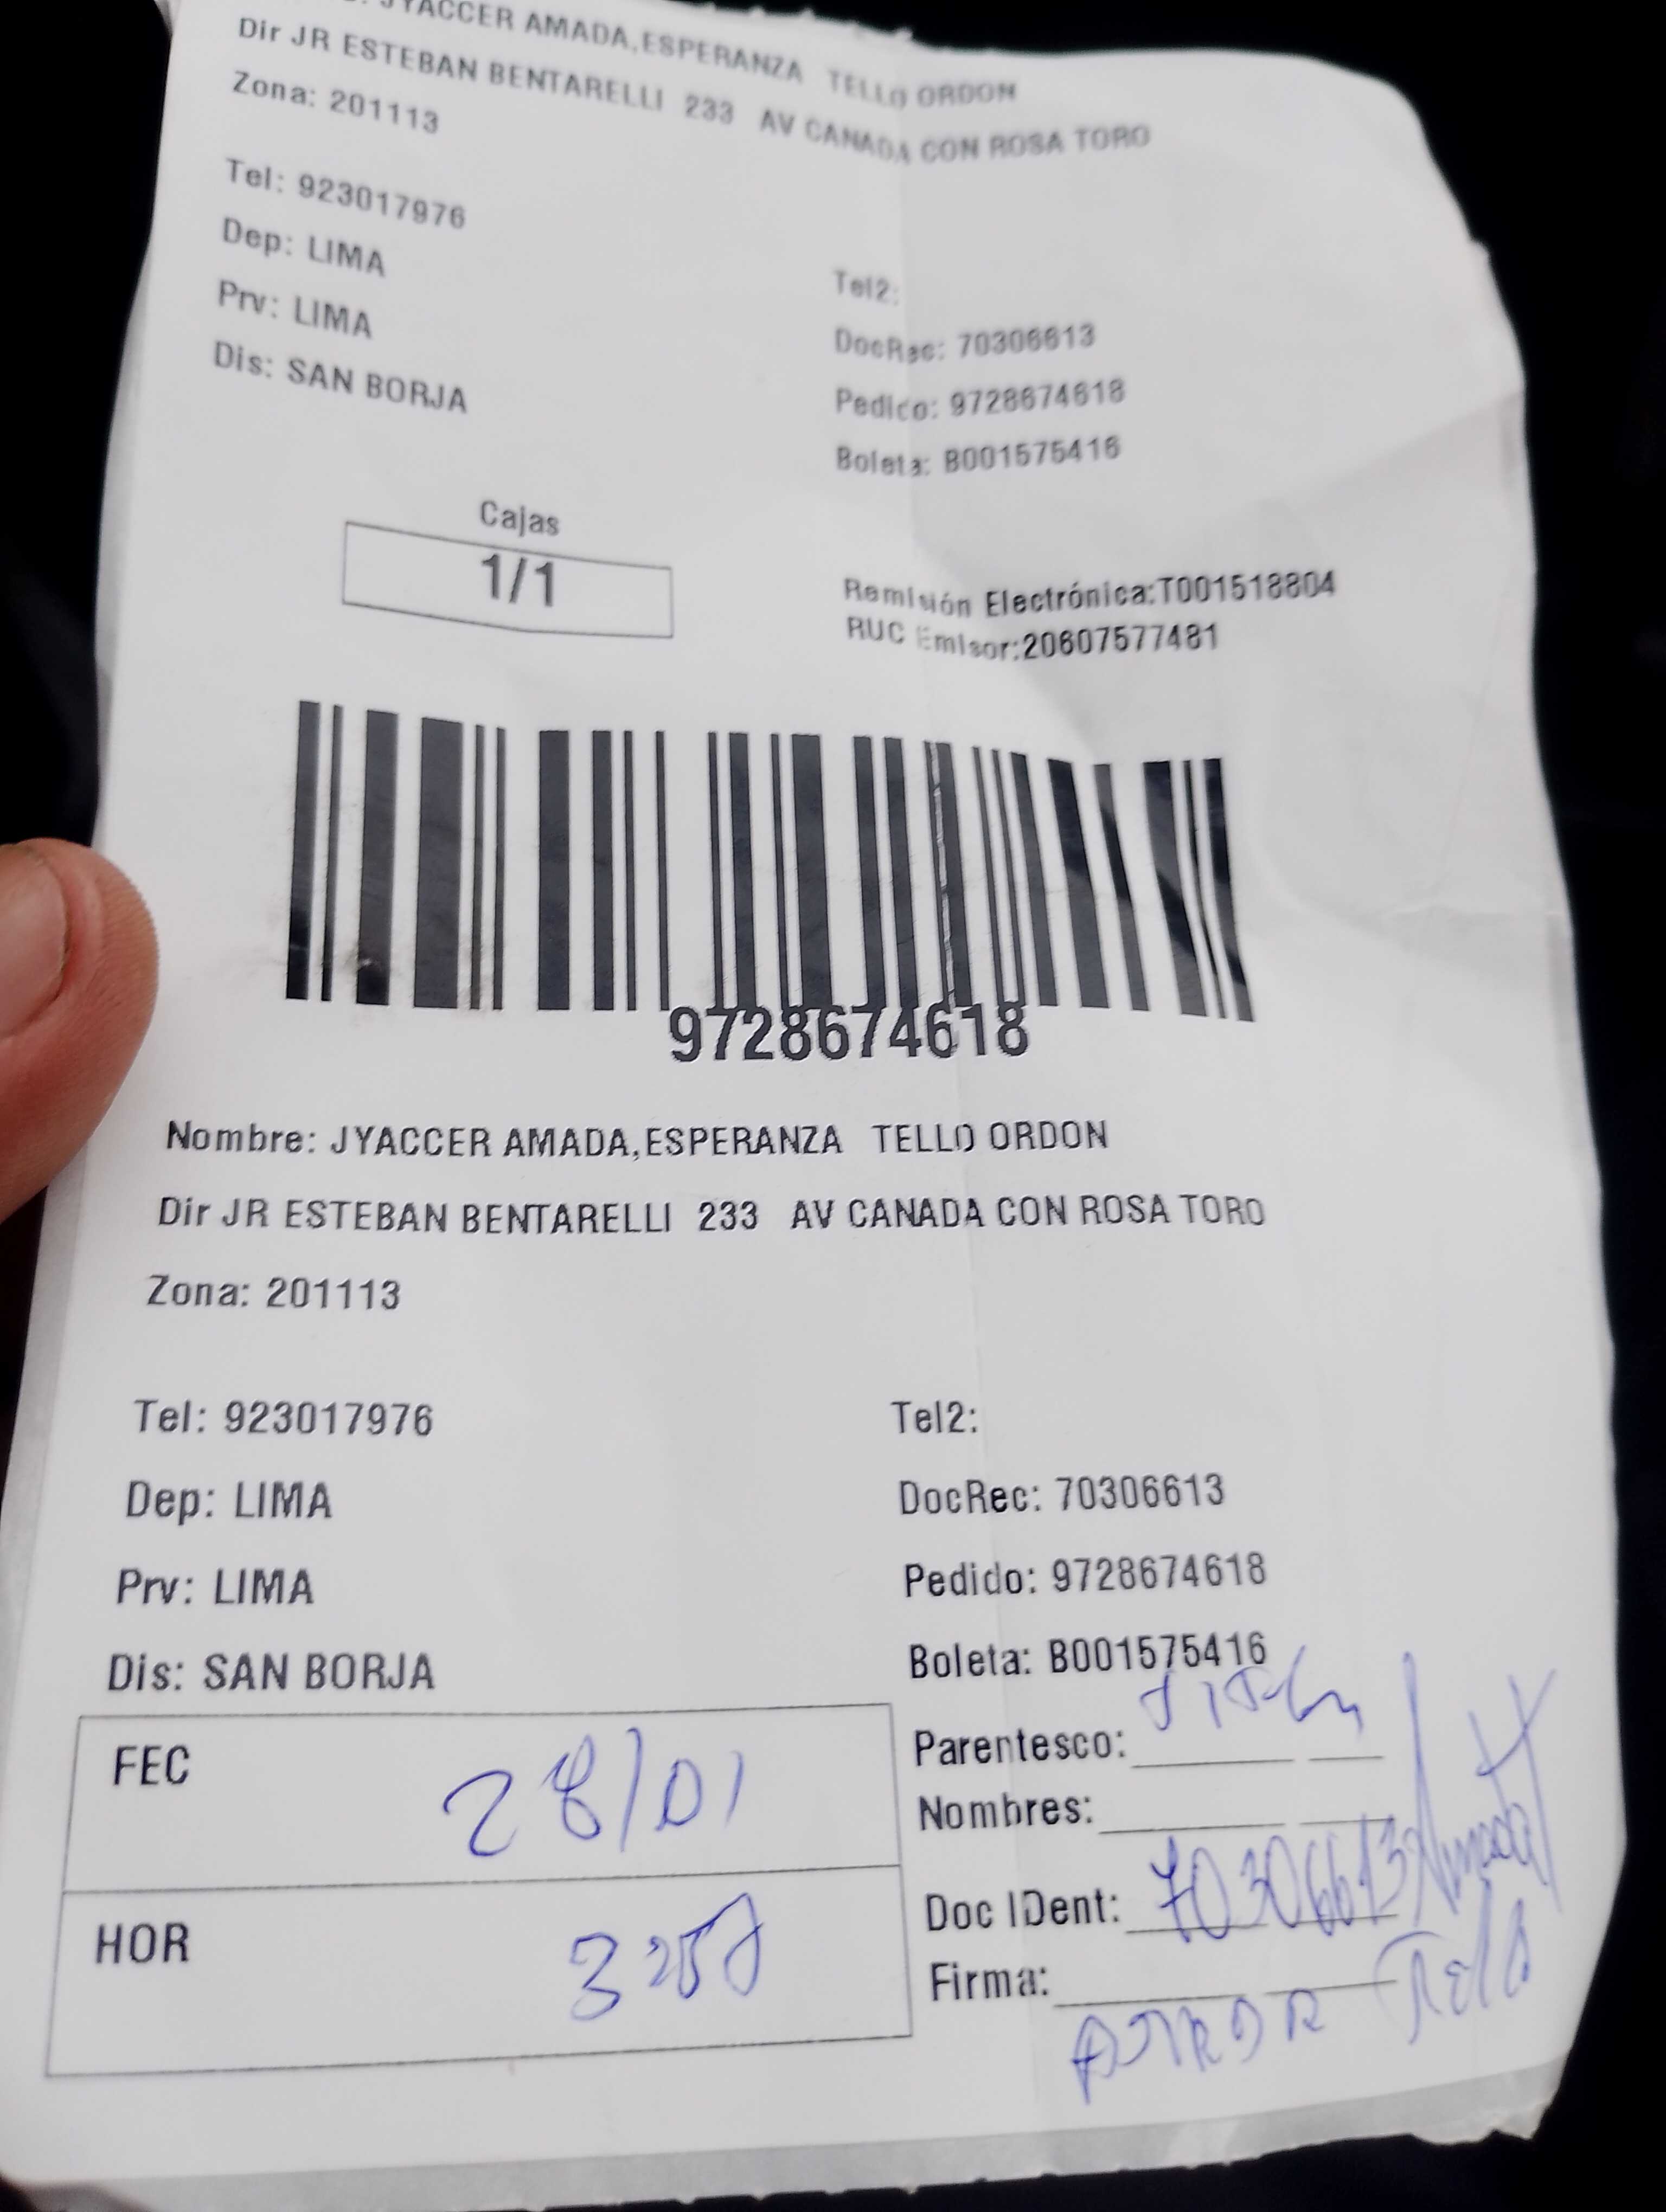 JYACCER AMADA,ESPERANZA TELLO ORDON
Dir JR ESTEBAN BENTARELLI 233 AV CANADA CON ROSA TORO
Zona: 201113
Tel: 923017976
Dep: LIMA
Prv: LIMA
Dis: SAN BORJA
Tel2:
DocRec: 70306613
Pedido: 9728674618
Boleta: B001575416
Cajas
1/1
Remisión Electrónica:T001518804
RUC Emisor:20607577481
9728674618
Nombre: JYACCER AMADA,ESPERANZA TELLO ORDON
Dir JR ESTEBAN BENTARELLI 233 AV CANADA CON ROSA TORO
Zona: 201113
Tel: 923017976
Dep: LIMA
Prv: LIMA
Dis: SAN BORJA
Tel2:
DocRec: 70306613
Pedido: 9728674618
Boleta: B001575416
FEC 28/01
HOR
Parentesco:
Nombres:
Doc IDent: 70306613 Amada
Firma:
Tello